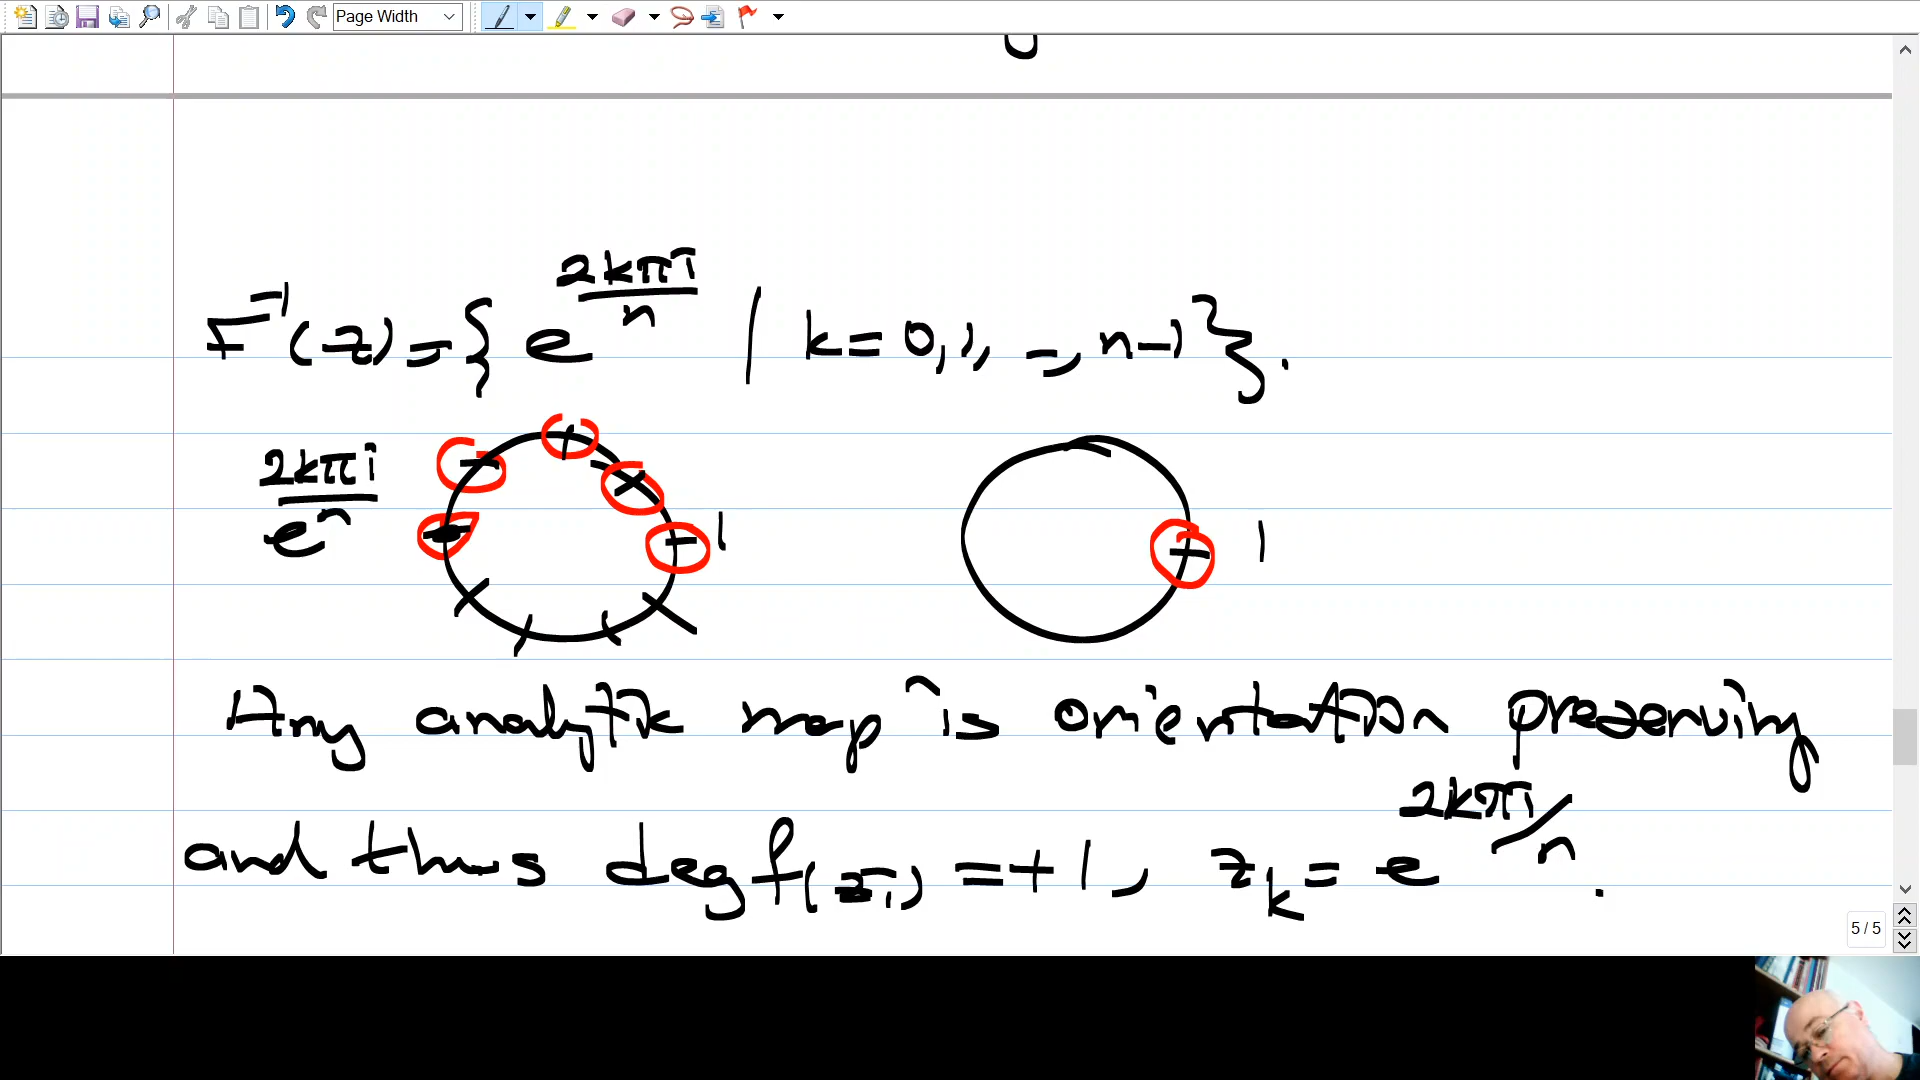 Page Width
F⁻¹(z) = { e^{2kπi/n} | k = 0, 1, –, n–1 }.
e^{2kπi/n}
1
1
Any analytic map is orientation preserving
and thus deg f(z_i) = +1, z_k = e^{2kπi/n}.
5 / 5